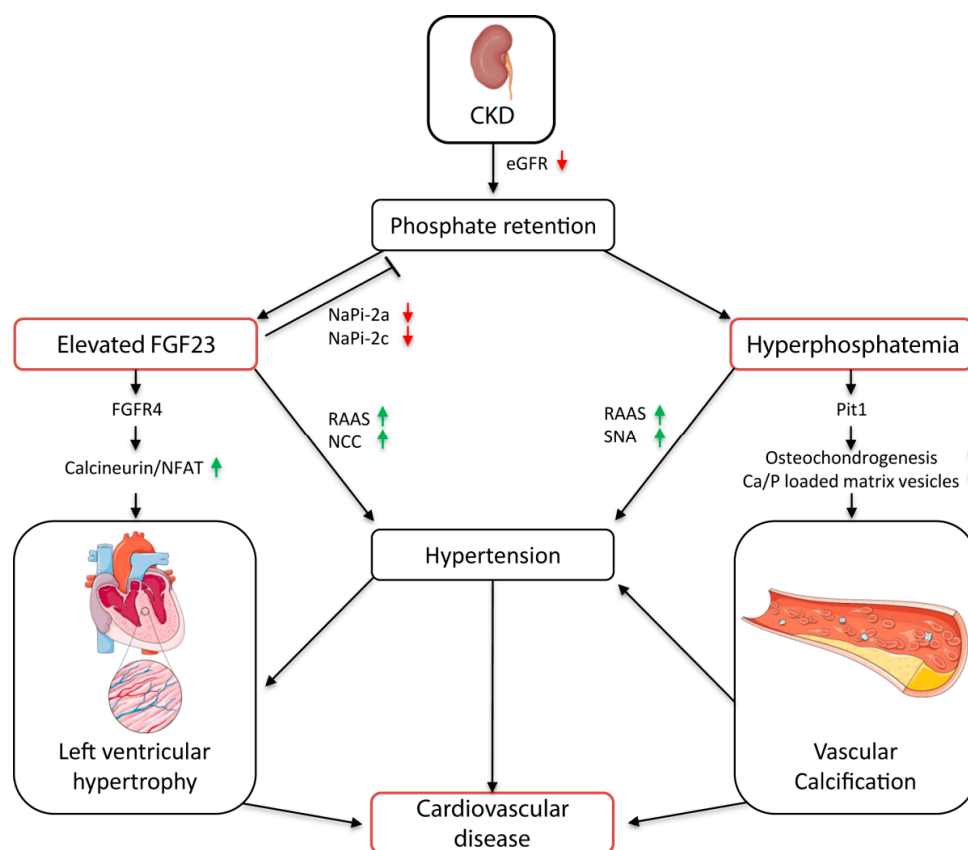 CKD
eGFR
Phosphate retention
NaPi-2a
NaPi-2c
Elevated FGF23
Hyperphosphatemia
FGFR4
RAAS
NCC
RAAS
SNA
Pit1
Calcineurin/NFAT
Osteochondrogenesis
Ca/P loaded matrix vesicles
Hypertension
Left ventricular
hypertrophy
Vascular
Calcification
Cardiovascular
disease